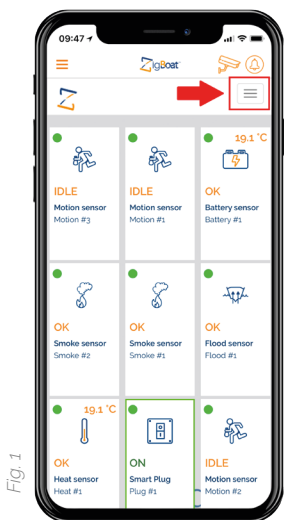 09:47
ZigBoat
19.1 °C
IDLE
Motion sensor
Motion #3
IDLE
Motion sensor
Motion #1
OK
Battery sensor
Battery #1
OK
Smoke sensor
Smoke #2
OK
Smoke sensor
Smoke #1
OK
Flood sensor
Flood #1
19.1 °C
OK
Heat sensor
Heat #1
ON
Smart Plug
Plug #1
IDLE
Motion sensor
Motion #2
Fig. 1